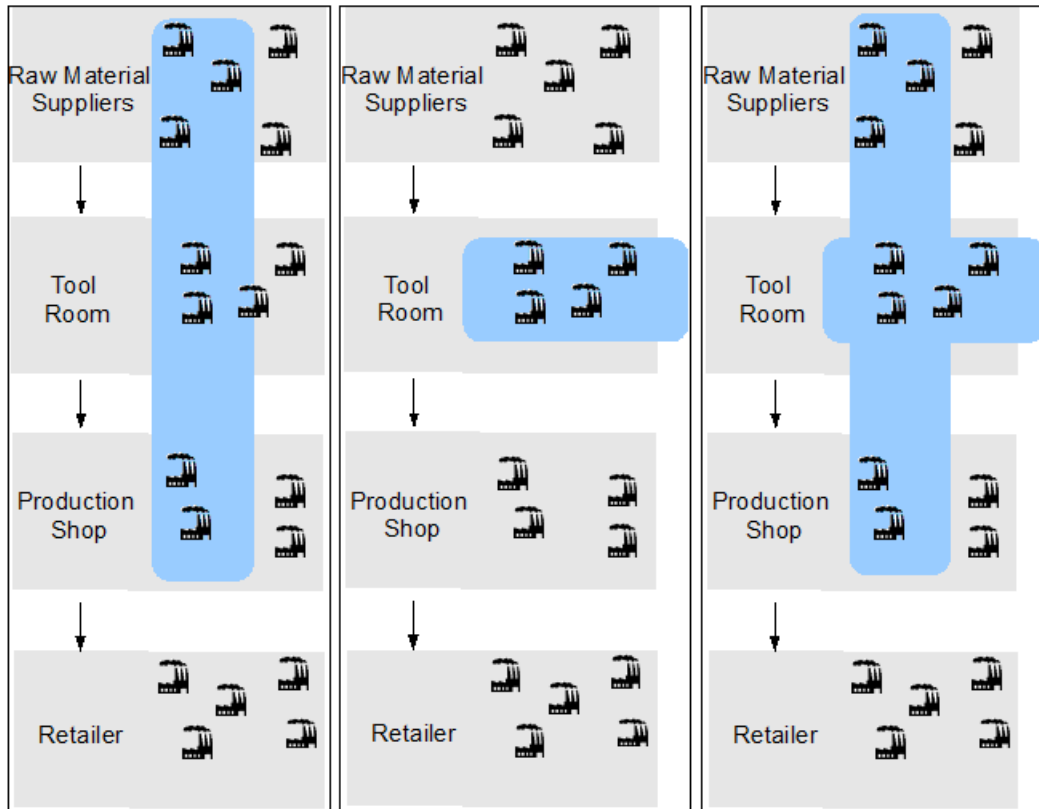 Raw Material
Suppliers
Tool
Room
Production
Shop
Retailer
Raw Material
Suppliers
Tool
Room
Production
Shop
Retailer
Raw Material
Suppliers
Tool
Room
Production
Shop
Retailer